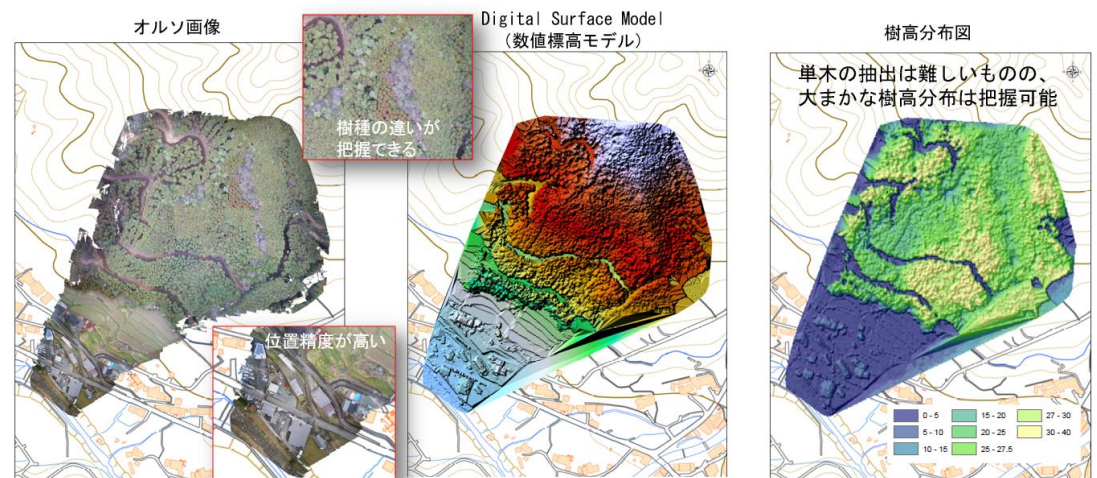 オルソ画像
樹種の違いが
把握できる
位置精度が高い
Digital Surface Model
（数値標高モデル）
樹高分布図
単木の抽出は難しいものの、
大まかな樹高分布は把握可能
0 - 5
5 - 10
10 - 15
15 - 20
20 - 25
25 - 27.5
27 - 30
30 - 40